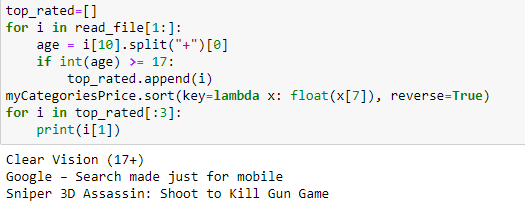 top_rated=[]
for i in read_file[1:]:
    age = i[10].split("+")[0]
    if int(age) >= 17:
        top_rated.append(i)
myCategoriesPrice.sort(key=lambda x: float(x[7]), reverse=True)
for i in top_rated[:3]:
    print(i[1])
Clear Vision (17+)
Google – Search made just for mobile
Sniper 3D Assassin: Shoot to Kill Gun Game